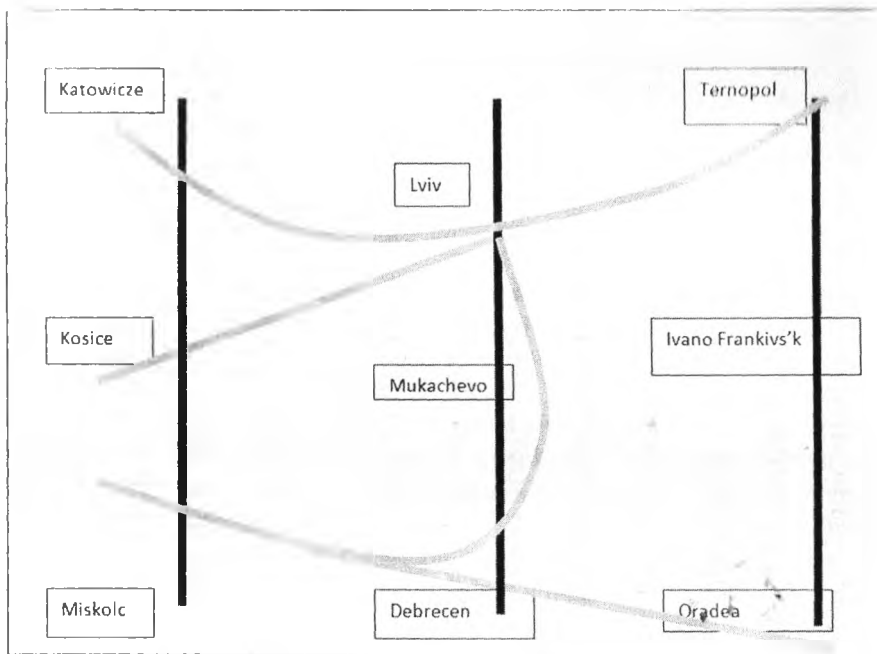 Katowicze
Ternopol
Lviv
Kosice
Ivano Frankivs'k
Mukachevo
Miskolc
Debrecen
Oradea